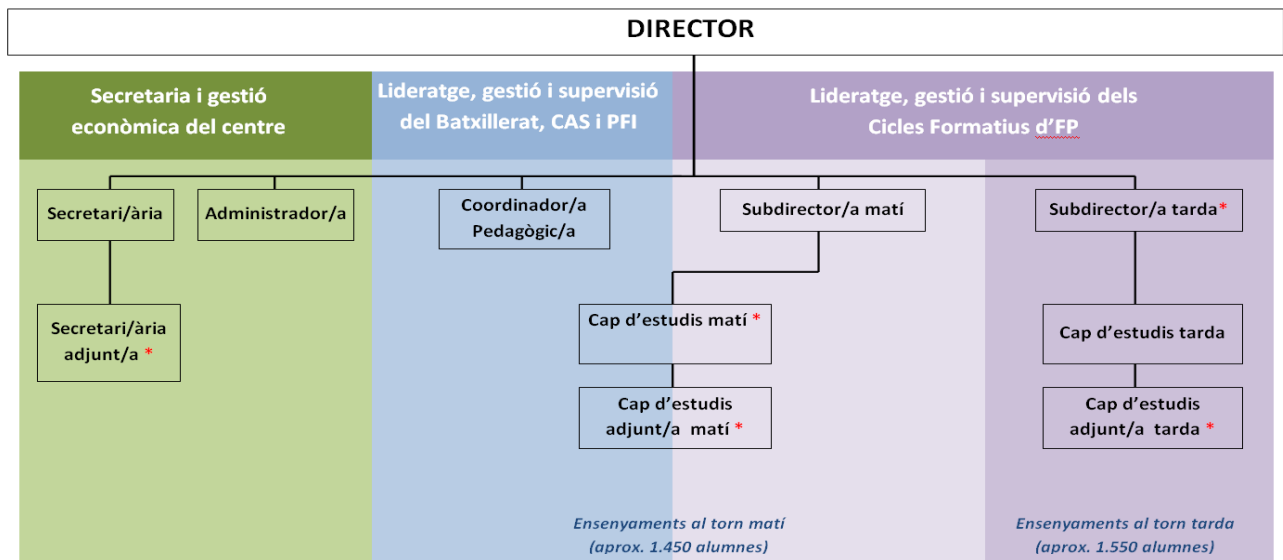 DIRECTOR
Secretaria i gestió
econòmica del centre
Lideratge, gestió i supervisió
del Batxillerat, CAS i PFI
Lideratge, gestió i supervisió dels
Cicles Formatius d’FP
Secretari/ària
Administrador/a
Coordinador/a
Pedagògic/a
Subdirector/a matí
Subdirector/a tarda*
Secretari/ària
adjunt/a *
Cap d’estudis matí *
Cap d’estudis tarda
Cap d’estudis
adjunt/a matí *
Cap d’estudis
adjunt/a tarda *
Ensenyaments al torn matí
(aprox. 1.450 alumnes)
Ensenyaments al torn tarda
(aprox. 1.550 alumnes)